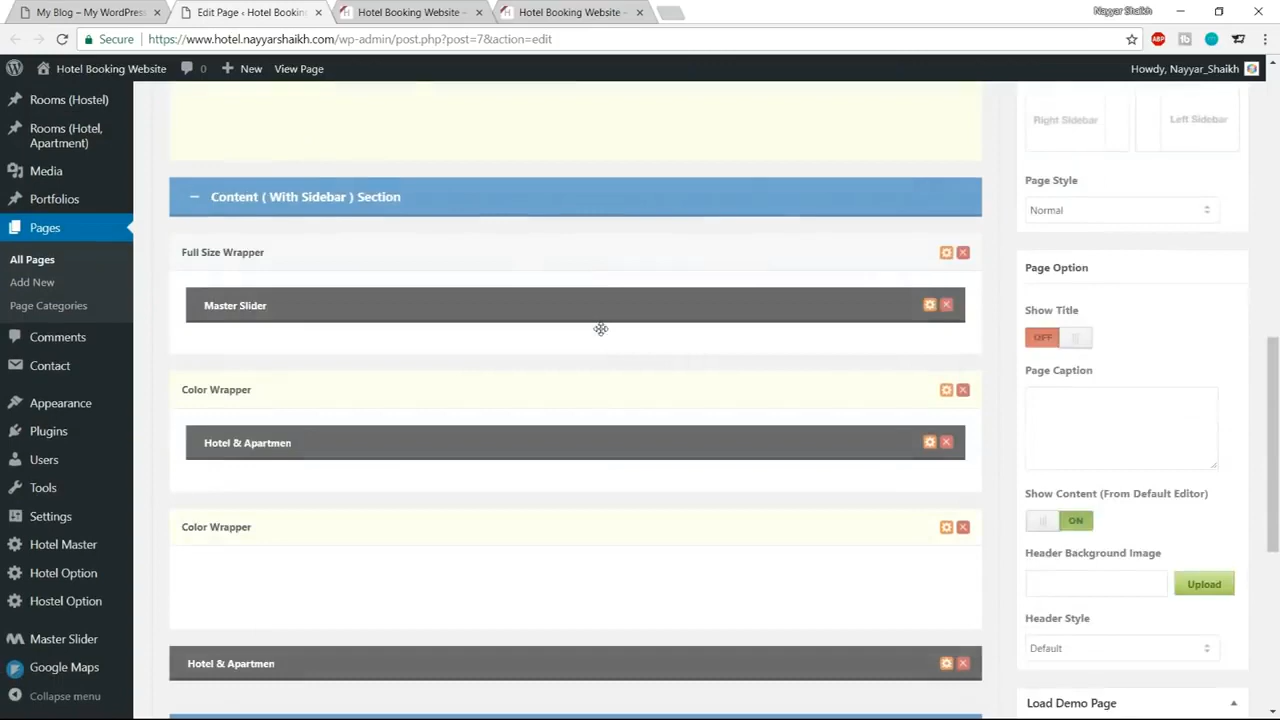 My Blog – My WordPress
Edit Page ‹ Hotel Bookin
Hotel Booking Website –
Hotel Booking Website –
Nayyar Shaikh
Secure
https://www.hotel.nayyarshaikh.com/wp-admin/post.php?post=7&action=edit
ABP
Hotel Booking Website
0
New
View Page
Howdy, Nayyar_Shaikh
Rooms (Hostel)
Rooms (Hotel,
Apartment)
Media
Portfolios
Pages
All Pages
Add New
Page Categories
Comments
Contact
Appearance
Plugins
Users
Tools
Settings
Hotel Master
Hotel Option
Hostel Option
Master Slider
Google Maps
Collapse menu
Content ( With Sidebar ) Section
Full Size Wrapper
Master Slider
Color Wrapper
Hotel & Apartmen
Color Wrapper
Hotel & Apartmen
Right Sidebar
Left Sidebar
Page Style
Normal
Page Option
Show Title
OFF
Page Caption
Show Content (From Default Editor)
ON
Header Background Image
Upload
Header Style
Default
Load Demo Page